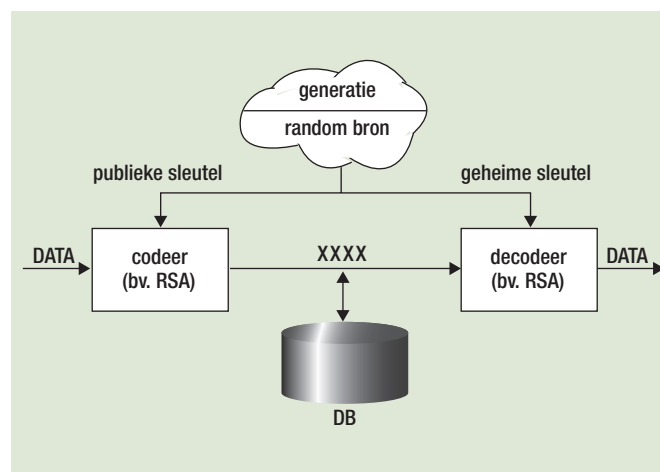 generatie
random bron
publieke sleutel
geheime sleutel
DATA
codeer
(bv. RSA)
XXXX
decodeer
(bv. RSA)
DATA
DB